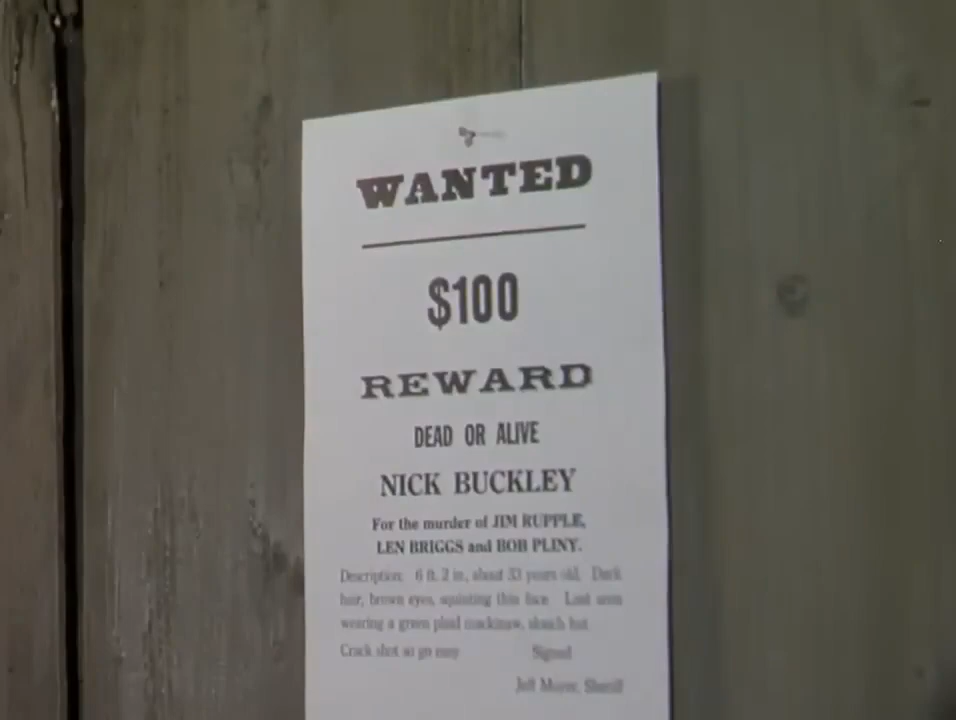 WANTED
$100
REWARD
DEAD OR ALIVE
NICK BUCKLEY
For the murder of JIM RUPPLE,
LEN BRIGGS and BOB PLINY.
Description: 6 ft. 2 in., about 33 years old. Dark
hair, brown eyes, squinting thin face. Last seen
wearing a green plaid mackinaw, slouch hat
Crack shot so go easy Signed
Jeff Sheriff